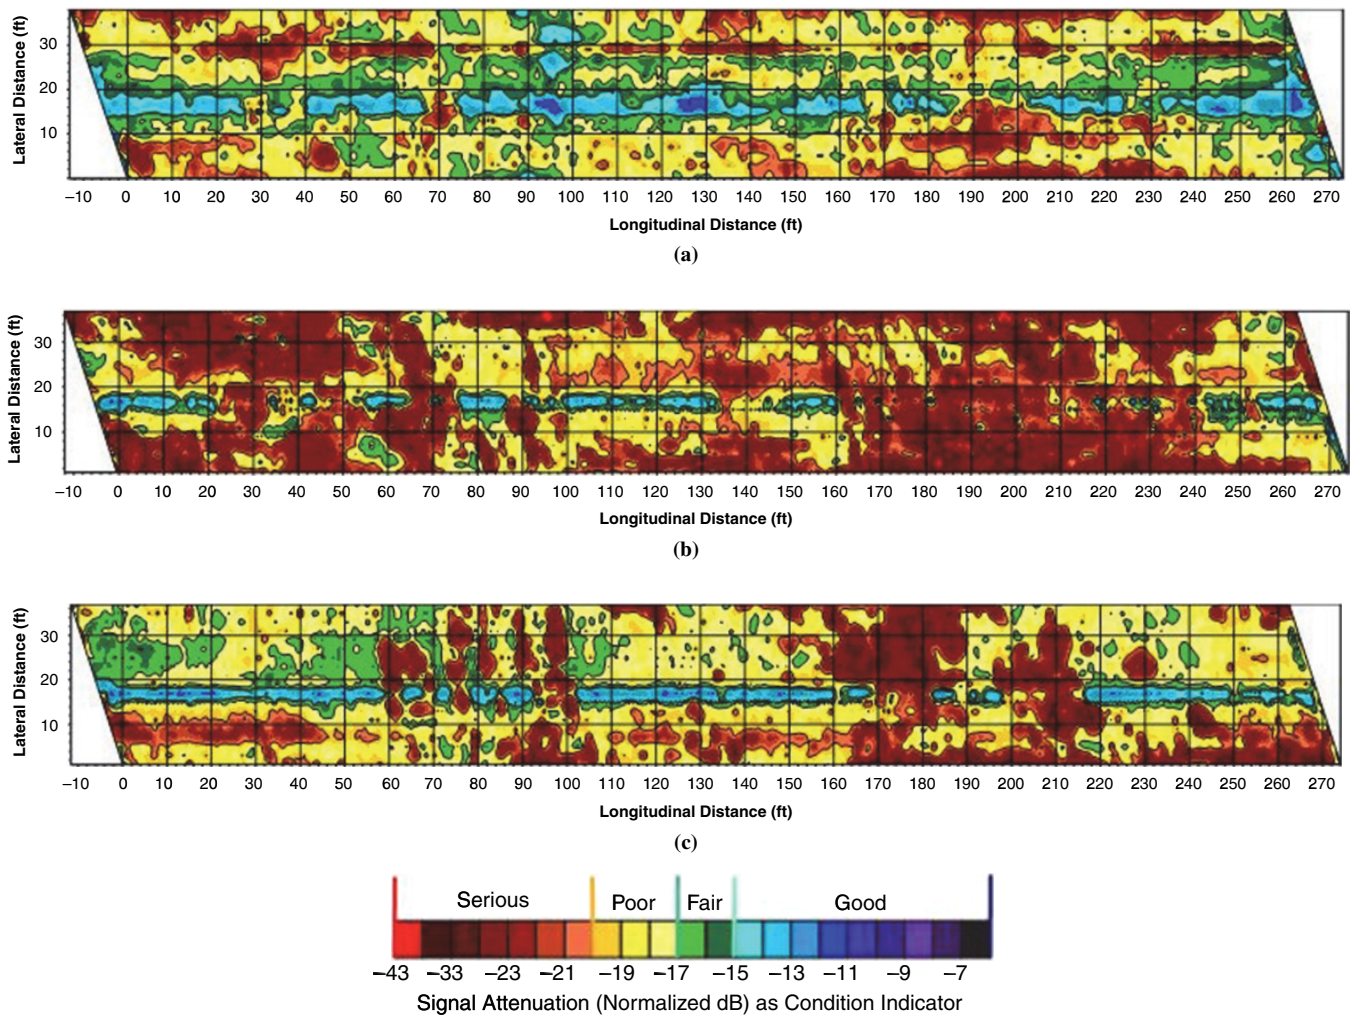 Lateral Distance (ft)
30
20
10
−10 0 10 20 30 40 50 60 70 80 90 100 110 120 130 140 150 160 170 180 190 200 210 220 230 240 250 260 270
Longitudinal Distance (ft)
(a)
Lateral Distance (ft)
30
20
10
−10 0 10 20 30 40 50 60 70 80 90 100 110 120 130 140 150 160 170 180 190 200 210 220 230 240 250 260 270
Longitudinal Distance (ft)
(b)
Lateral Distance (ft)
30
20
10
−10 0 10 20 30 40 50 60 70 80 90 100 110 120 130 140 150 160 170 180 190 200 210 220 230 240 250 260 270
Longitudinal Distance (ft)
(c)
Serious Poor Fair Good
−43 −33 −23 −21 −19 −17 −15 −13 −11 −9 −7
Signal Attenuation (Normalized dB) as Condition Indicator